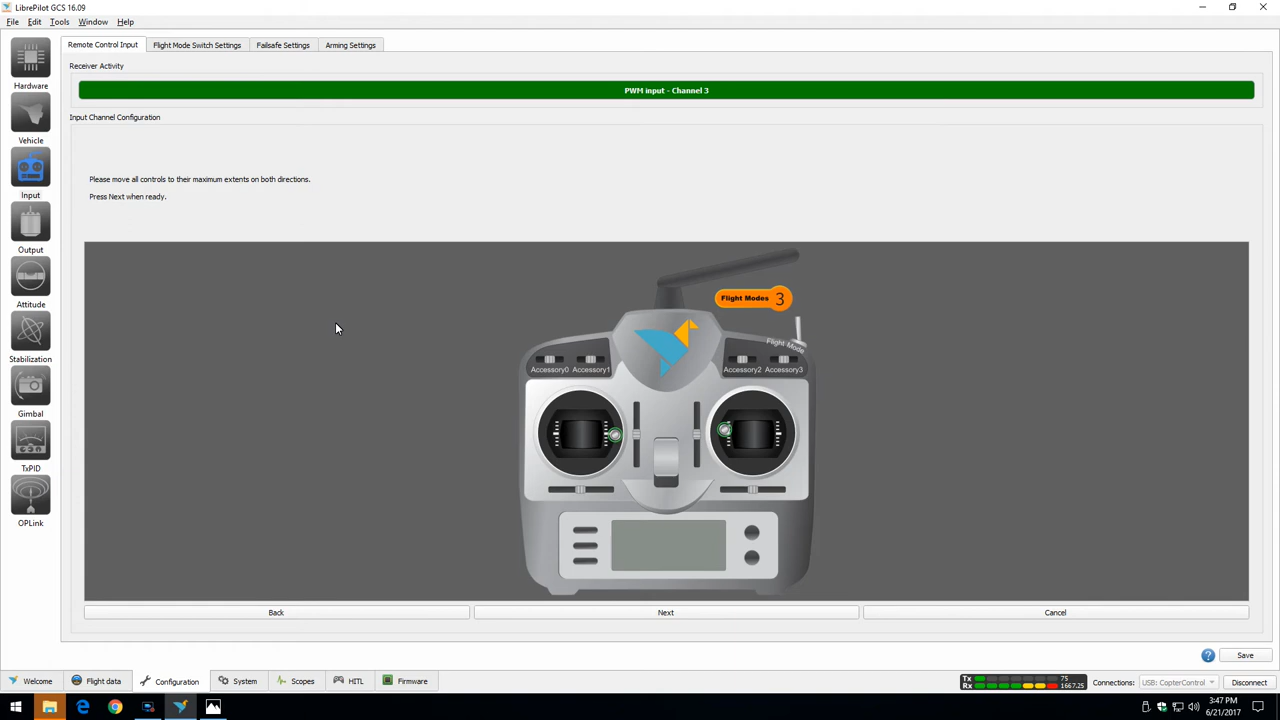 LibrePilot GCS 16.09
File Edit Tools Window Help
Hardware
Vehicle
Input
Output
Attitude
Stabilization
Gimbal
TxPID
OPLink
Remote Control Input Flight Mode Switch Settings Failsafe Settings Arming Settings
Receiver Activity
PWM input - Channel 3
Input Channel Configuration
Please move all controls to their maximum extents on both directions.
Press Next when ready.
Flight Modes 3
Flight Mode
Accessory0 Accessory1 Accessory2 Accessory3
Back Next Cancel
? Save
Welcome Flight data Configuration System Scopes HITL Firmware
Tx 75
Rx 1667.25
Connections: USB: CopterControl Disconnect
3:47 PM
6/21/2017